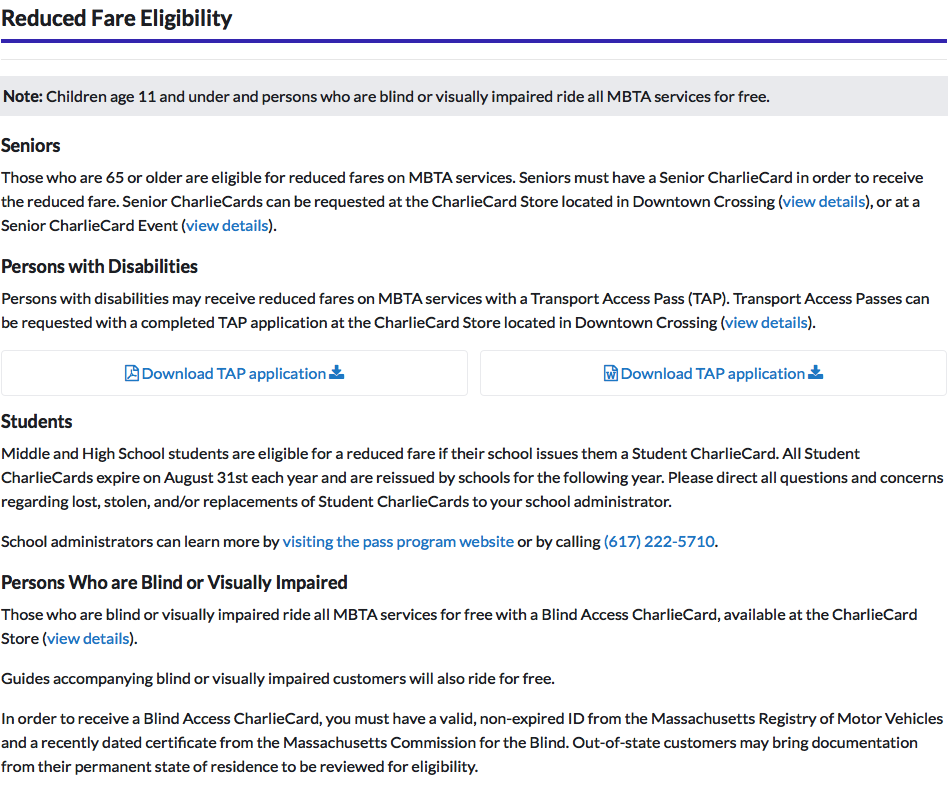 Reduced Fare Eligibility
Note: Children age 11 and under and persons who are blind or visually impaired ride all MBTA services for free.
Seniors
Those who are 65 or older are eligible for reduced fares on MBTA services. Seniors must have a Senior CharlieCard in order to receive
the reduced fare. Senior CharlieCards can be requested at the CharlieCard Store located in Downtown Crossing (view details), or at a
Senior CharlieCard Event (view details).
Persons with Disabilities
Persons with disabilities may receive reduced fares on MBTA services with a Transport Access Pass (TAP). Transport Access Passes can
be requested with a completed TAP application at the CharlieCard Store located in Downtown Crossing (view details).
Download TAP application
Download TAP application
Students
Middle and High School students are eligible for a reduced fare if their school issues them a Student CharlieCard. All Student
CharlieCards expire on August 31st each year and are reissued by schools for the following year. Please direct all questions and concerns
regarding lost, stolen, and/or replacements of Student CharlieCards to your school administrator.
School administrators can learn more by visiting the pass program website or by calling (617) 222-5710.
Persons Who are Blind or Visually Impaired
Those who are blind or visually impaired ride all MBTA services for free with a Blind Access CharlieCard, available at the CharlieCard
Store (view details).
Guides accompanying blind or visually impaired customers will also ride for free.
In order to receive a Blind Access CharlieCard, you must have a valid, non-expired ID from the Massachusetts Registry of Motor Vehicles
and a recently dated certificate from the Massachusetts Commission for the Blind. Out-of-state customers may bring documentation
from their permanent state of residence to be reviewed for eligibility.